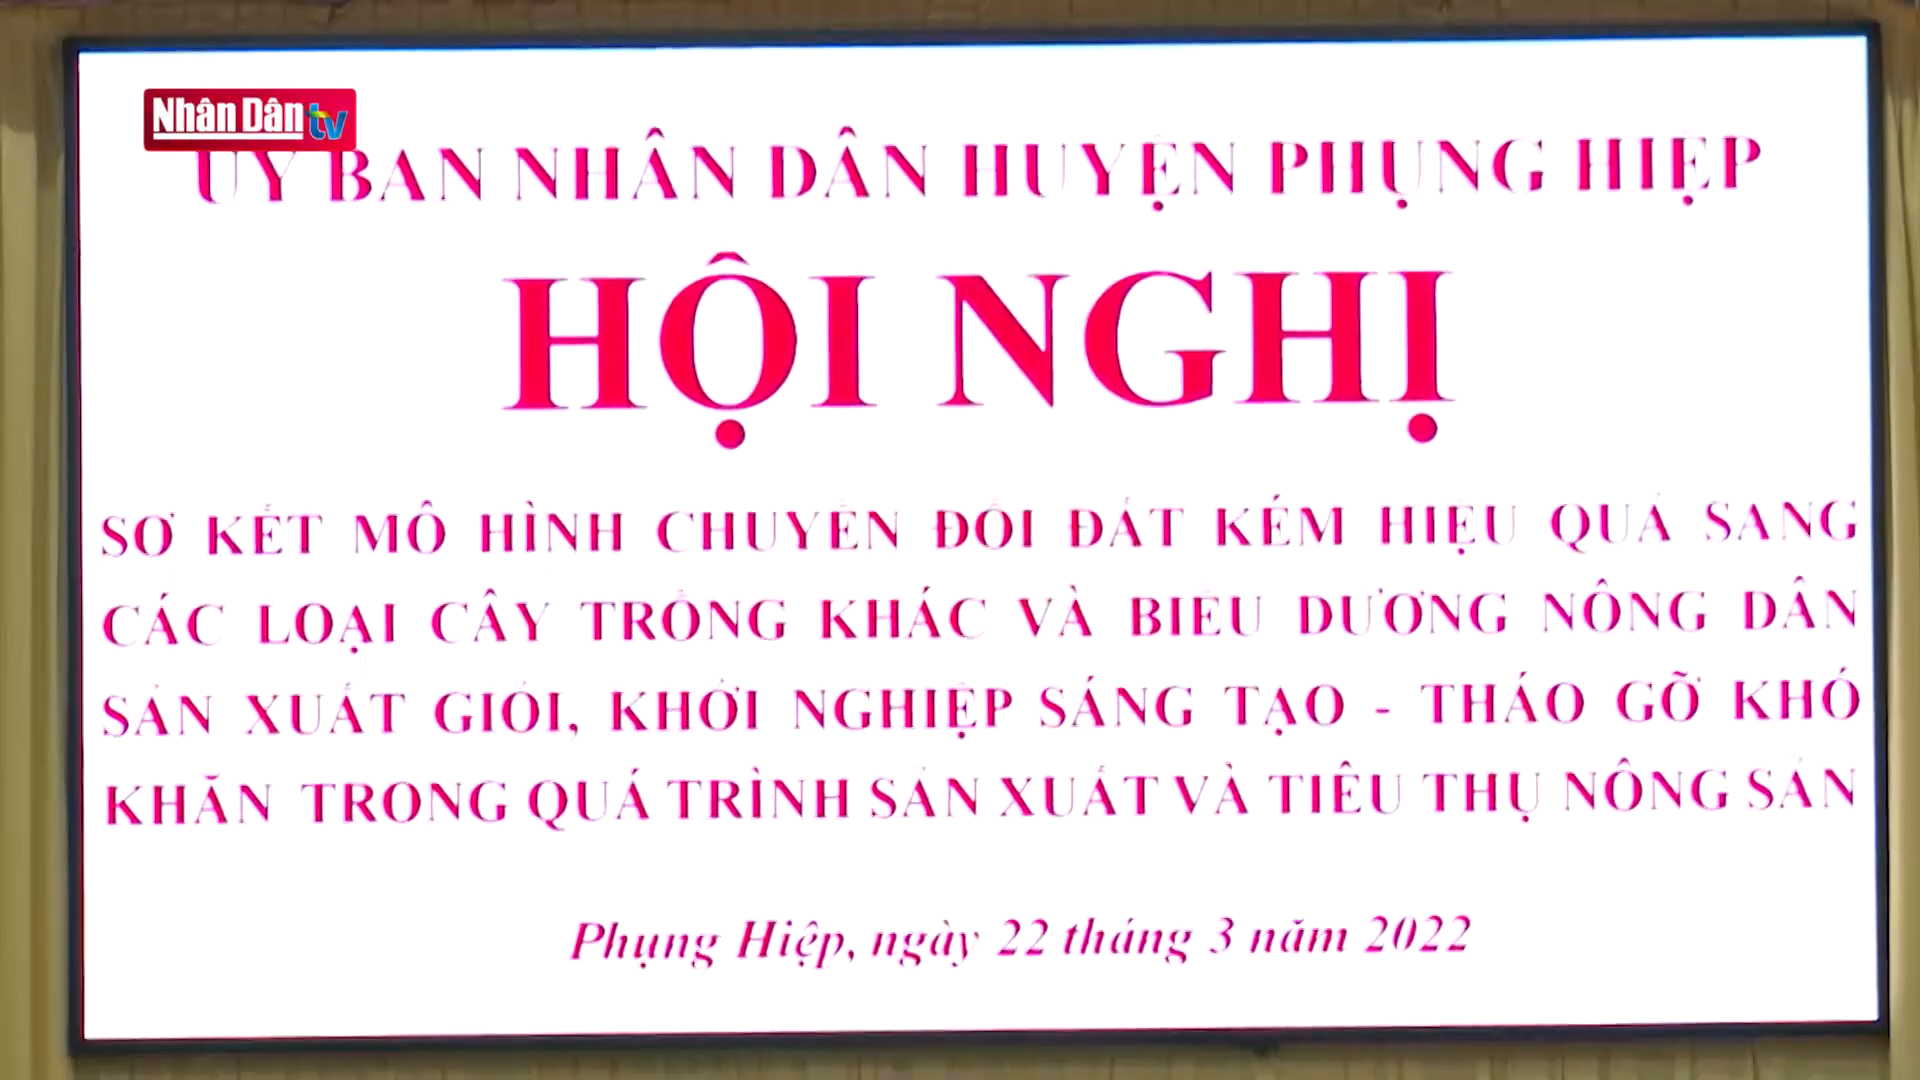 Nhân Dân tv
ỦY BAN NHÂN DÂN HUYỆN PHỤNG HIỆP
HỘI NGHỊ
SƠ KẾT MÔ HÌNH CHUYỂN ĐỔI ĐẤT KÉM HIỆU QUẢ SANG
CÁC LOẠI CÂY TRỒNG KHÁC VÀ BIỂU DƯƠNG NÔNG DÂN
SẢN XUẤT GIỎI, KHỞI NGHIỆP SÁNG TẠO - THÁO GỠ KHÓ
KHĂN TRONG QUÁ TRÌNH SẢN XUẤT VÀ TIÊU THỤ NÔNG SẢN
Phụng Hiệp, ngày 22 tháng 3 năm 2022